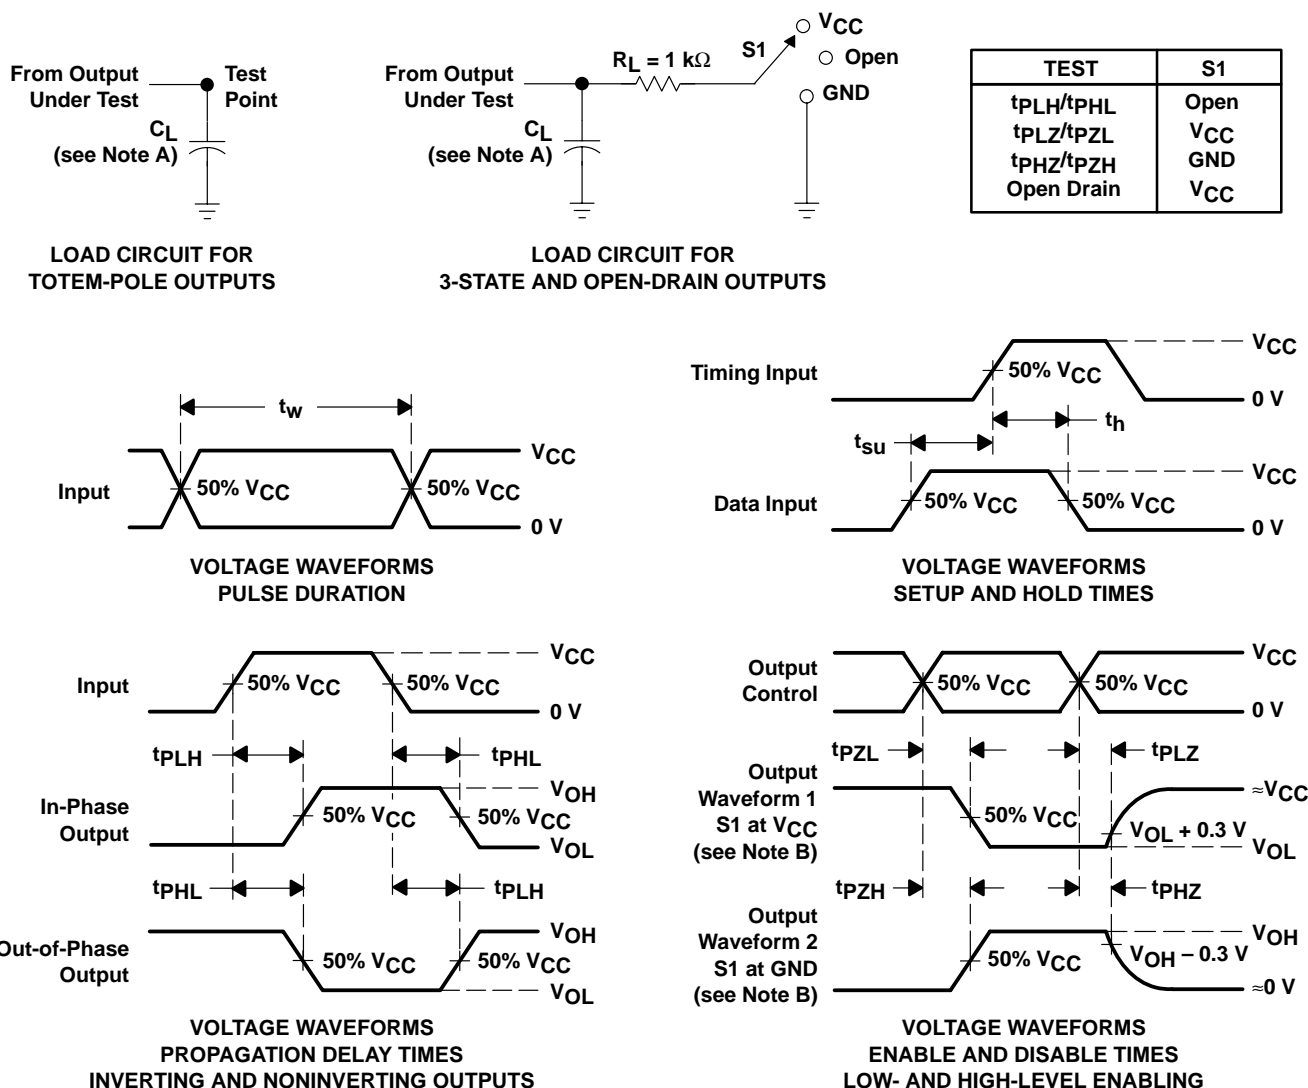 From Output
Under Test
Test
Point
CL
(see Note A)
LOAD CIRCUIT FOR
TOTEM-POLE OUTPUTS
From Output
Under Test
RL = 1 kΩ
S1
VCC
Open
GND
CL
(see Note A)
LOAD CIRCUIT FOR
3-STATE AND OPEN-DRAIN OUTPUTS
TEST S1
tPLH/tPHL Open
tPLZ/tPZL VCC
tPHZ/tPZH GND
Open Drain VCC
tw
Input
50% VCC
50% VCC
VCC
0 V
VOLTAGE WAVEFORMS
PULSE DURATION
Timing Input
50% VCC
VCC
0 V
tsu
th
Data Input
50% VCC
50% VCC
VCC
0 V
VOLTAGE WAVEFORMS
SETUP AND HOLD TIMES
Input
50% VCC
50% VCC
VCC
0 V
tPLH
tPHL
In-Phase
Output
50% VCC
50% VCC
VOH
VOL
tPHL
tPLH
Out-of-Phase
Output
50% VCC
50% VCC
VOH
VOL
VOLTAGE WAVEFORMS
PROPAGATION DELAY TIMES
INVERTING AND NONINVERTING OUTPUTS
Output
Control
50% VCC
50% VCC
VCC
0 V
tPZL
tPLZ
Output
Waveform 1
S1 at VCC
(see Note B)
50% VCC
VOL + 0.3 V
≈VCC
VOL
tPZH
tPHZ
Output
Waveform 2
S1 at GND
(see Note B)
50% VCC
VOH − 0.3 V
VOH
≈0 V
VOLTAGE WAVEFORMS
ENABLE AND DISABLE TIMES
LOW- AND HIGH-LEVEL ENABLING